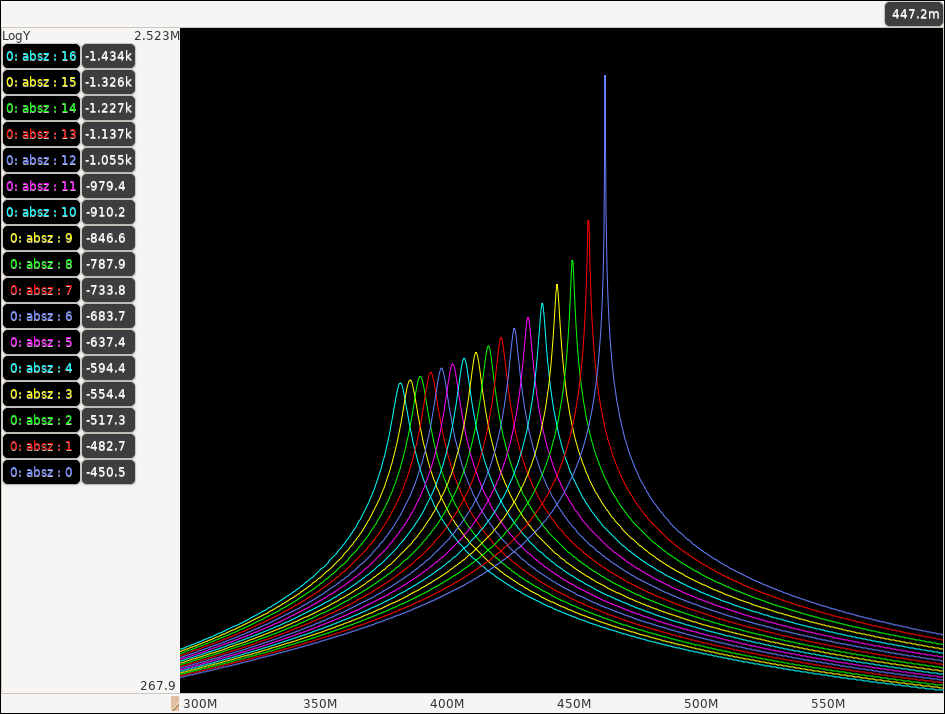 447.2m
LogY 2.523M
0: absz : 16 -1.434k
0: absz : 15 -1.326k
0: absz : 14 -1.227k
0: absz : 13 -1.137k
0: absz : 12 -1.055k
0: absz : 11 -979.4
0: absz : 10 -910.2
0: absz : 9 -846.6
0: absz : 8 -787.9
0: absz : 7 -733.8
0: absz : 6 -683.7
0: absz : 5 -637.4
0: absz : 4 -594.4
0: absz : 3 -554.4
0: absz : 2 -517.3
0: absz : 1 -482.7
0: absz : 0 -450.5
267.9
300M 350M 400M 450M 500M 550M